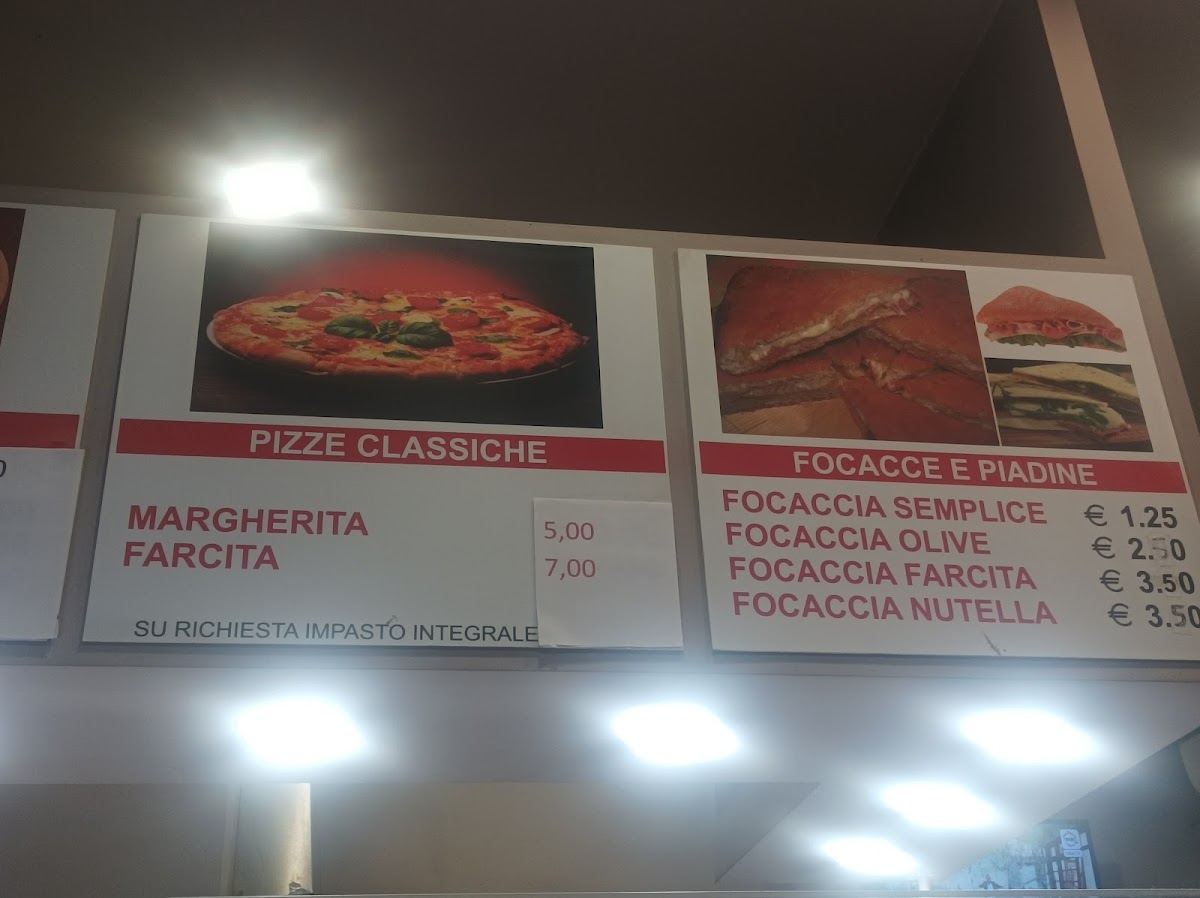 PIZZE CLASSICHE
MARGHERITA 5,00
FARCITA 7,00
SU RICHIESTA IMPASTO INTEGRALE
FOCACCE E PIADINE
FOCACCIA SEMPLICE € 1.25
FOCACCIA OLIVE € 2.50
FOCACCIA FARCITA € 3.50
FOCACCIA NUTELLA € 3.50